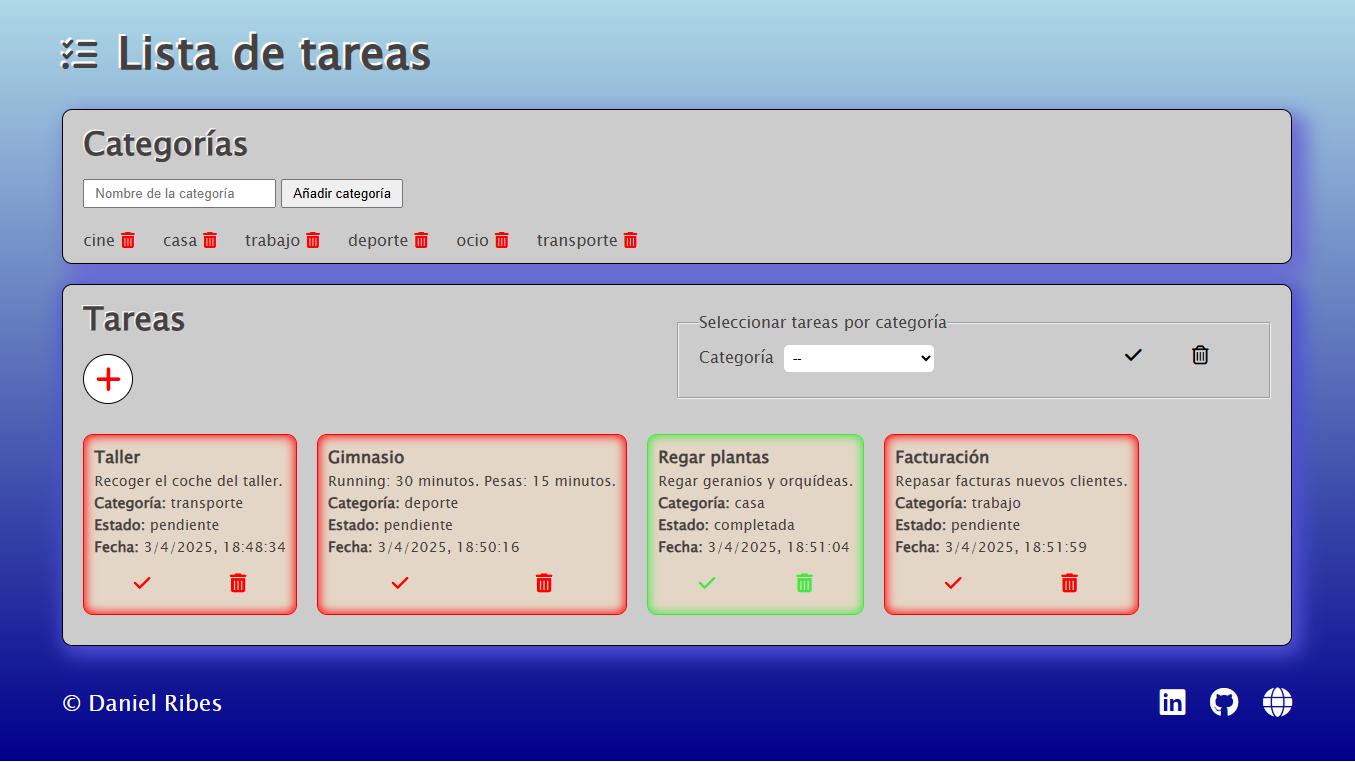 Lista de tareas
Categorías
Nombre de la categoría
Añadir categoría
cine casa trabajo deporte ocio transporte
Tareas
Seleccionar tareas por categoría
Categoría --
Taller
Recoger el coche del taller.
Categoría: transporte
Estado: pendiente
Fecha: 3/4/2025, 18:48:34
Gimnasio
Running: 30 minutos. Pesas: 15 minutos.
Categoría: deporte
Estado: pendiente
Fecha: 3/4/2025, 18:50:16
Regar plantas
Regar geranios y orquídeas.
Categoría: casa
Estado: completada
Fecha: 3/4/2025, 18:51:04
Facturación
Repasar facturas nuevos clientes.
Categoría: trabajo
Estado: pendiente
Fecha: 3/4/2025, 18:51:59
© Daniel Ribes
in